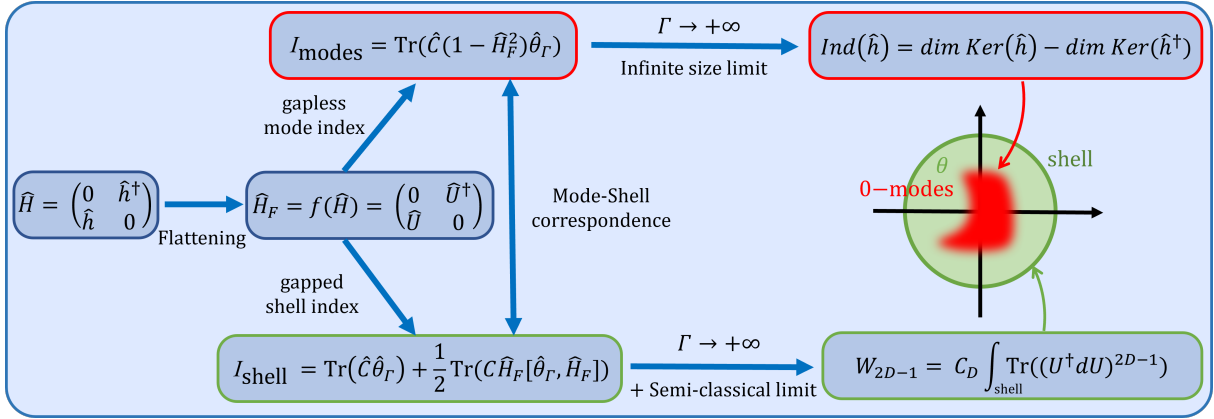 I_modes = Tr(Ĉ(1 − Ĥ_F^2)θ̂_Γ)
Γ → +∞
Infinite size limit
Ind(ĥ) = dim Ker(ĥ) − dim Ker(ĥ†)
gapless
mode index
Ĥ = (0 ĥ†
ĥ 0)
Flattening
Ĥ_F = f(Ĥ) = (0 Û†
Û 0)
Mode-Shell
correspondence
θ
shell
0−modes
gapped
shell index
I_shell = Tr(Ĉθ̂_Γ) + 1/2 Tr(CĤ_F[θ̂_Γ, Ĥ_F])
Γ → +∞
+ Semi-classical limit
W_{2D−1} = C_D ∫_shell Tr((U†dU)^{2D−1})